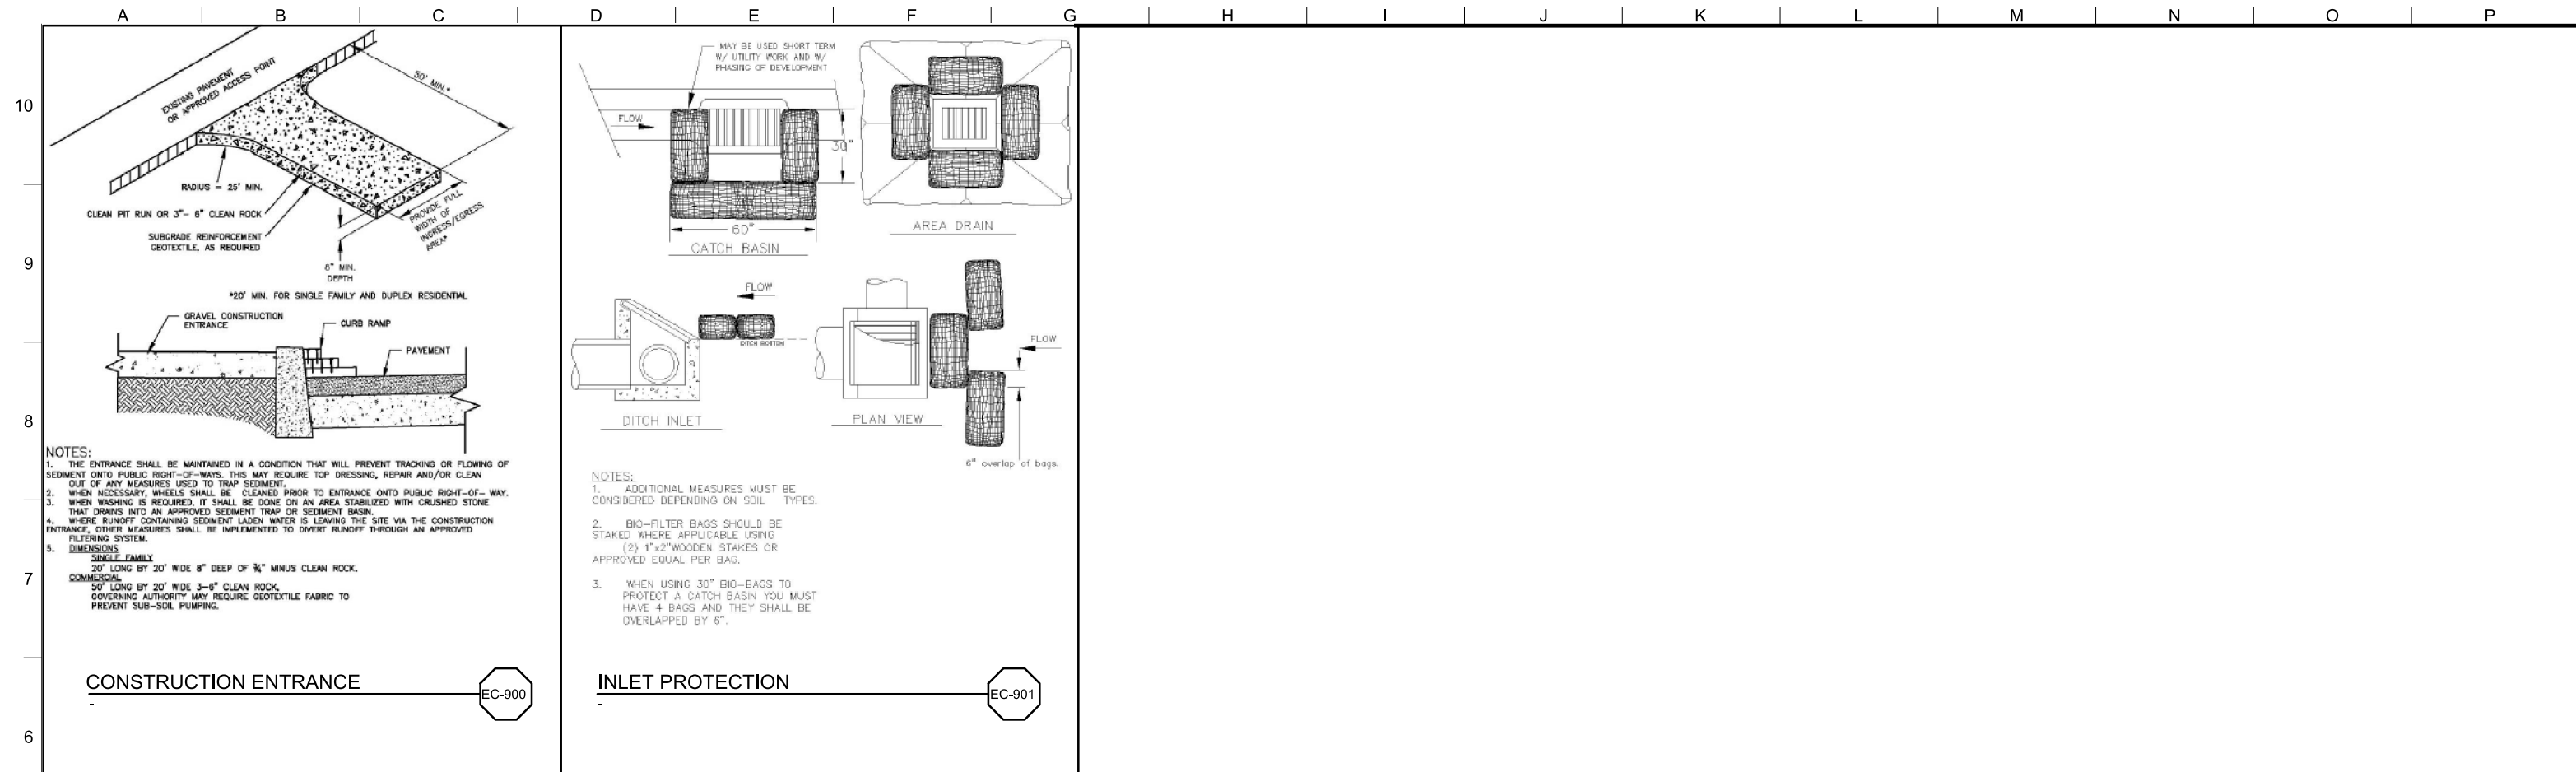 A B C D E F G H I J K L M N O P
10
9
8
7
6
EXISTING PAVEMENT
OR APPROVED ACCESS POINT
50' MIN.*
RADIUS = 25' MIN.
CLEAN PIT RUN OR 3"- 6" CLEAN ROCK
SUBGRADE REINFORCEMENT
GEOTEXTILE, AS REQUIRED
PROVIDE FULL
WIDTH OF
INGRESS/EGRESS
AREA*
8" MIN.
DEPTH
*20' MIN. FOR SINGLE FAMILY AND DUPLEX RESIDENTIAL
GRAVEL CONSTRUCTION
ENTRANCE
CURB RAMP
PAVEMENT
NOTES:
1. THE ENTRANCE SHALL BE MAINTAINED IN A CONDITION THAT WILL PREVENT TRACKING OR FLOWING OF
SEDIMENT ONTO PUBLIC RIGHT-OF-WAYS. THIS MAY REQUIRE TOP DRESSING, REPAIR AND/OR CLEAN
OUT OF ANY MEASURES USED TO TRAP SEDIMENT.
2. WHEN NECESSARY, WHEELS SHALL BE CLEANED PRIOR TO ENTRANCE ONTO PUBLIC RIGHT-OF- WAY.
3. WHEN WASHING IS REQUIRED, IT SHALL BE DONE ON AN AREA STABILIZED WITH CRUSHED STONE
THAT DRAINS INTO AN APPROVED SEDIMENT TRAP OR SEDIMENT BASIN.
4. WHERE RUNOFF CONTAINING SEDIMENT LADEN WATER IS LEAVING THE SITE VIA THE CONSTRUCTION
ENTRANCE, OTHER MEASURES SHALL BE IMPLEMENTED TO DIVERT RUNOFF THROUGH AN APPROVED
FILTERING SYSTEM.
5. DIMENSIONS
SINGLE FAMILY
20' LONG BY 20' WIDE 8" DEEP OF ¾" MINUS CLEAN ROCK.
COMMERCIAL
50' LONG BY 20' WIDE 3-6" CLEAN ROCK.
GOVERNING AUTHORITY MAY REQUIRE GEOTEXTILE FABRIC TO
PREVENT SUB-SOIL PUMPING.
CONSTRUCTION ENTRANCE
EC-900
-
MAY BE USED SHORT TERM
W/ UTILITY WORK AND W/
PHASING OF DEVELOPMENT
FLOW
30"
60"
CATCH BASIN
AREA DRAIN
FLOW
DITCH BOTTOM
DITCH INLET
FLOW
PLAN VIEW
6" overlap of bags.
NOTES:
1. ADDITIONAL MEASURES MUST BE
CONSIDERED DEPENDING ON SOIL TYPES.
2. BIO-FILTER BAGS SHOULD BE
STAKED WHERE APPLICABLE USING
(2) 1"x2"WOODEN STAKES OR
APPROVED EQUAL PER BAG.
3. WHEN USING 30" BIO-BAGS TO
PROTECT A CATCH BASIN YOU MUST
HAVE 4 BAGS AND THEY SHALL BE
OVERLAPPED BY 6".
INLET PROTECTION
EC-901
-